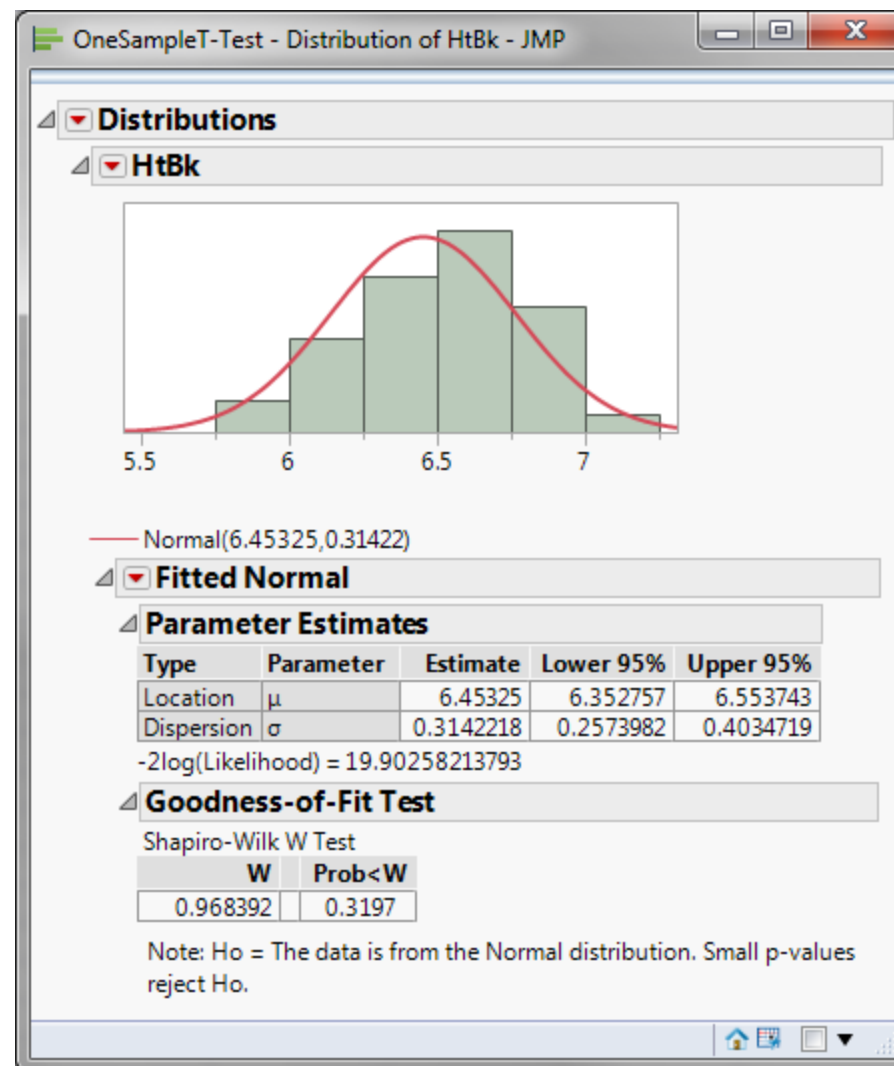 OneSampleT-Test - Distribution of HtBk - JMP
Distributions
HtBk
5.5 6 6.5 7
Normal(6.45325,0.31422)
Fitted Normal
Parameter Estimates
Type Parameter Estimate Lower 95% Upper 95%
Location μ 6.45325 6.352757 6.553743
Dispersion σ 0.3142218 0.2573982 0.4034719
-2log(Likelihood) = 19.90258213793
Goodness-of-Fit Test
Shapiro-Wilk W Test
W Prob<W
0.968392 0.3197
Note: Ho = The data is from the Normal distribution. Small p-values
reject Ho.